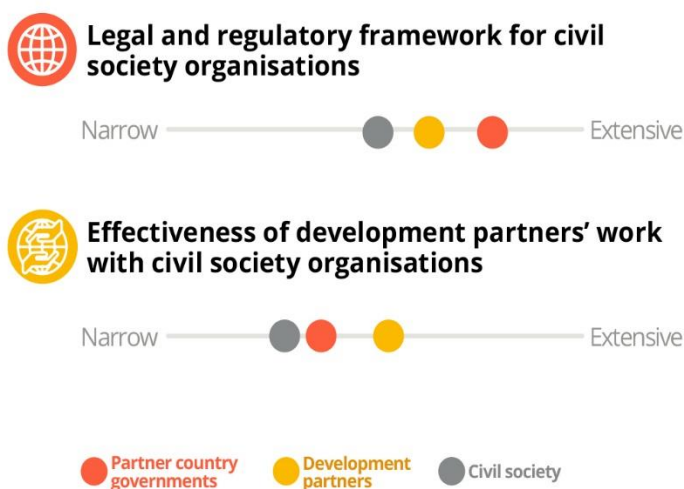 Legal and regulatory framework for civil
society organisations
Narrow
Extensive
Effectiveness of development partners’ work
with civil society organisations
Narrow
Extensive
Partner country
governments
Development
partners
Civil society